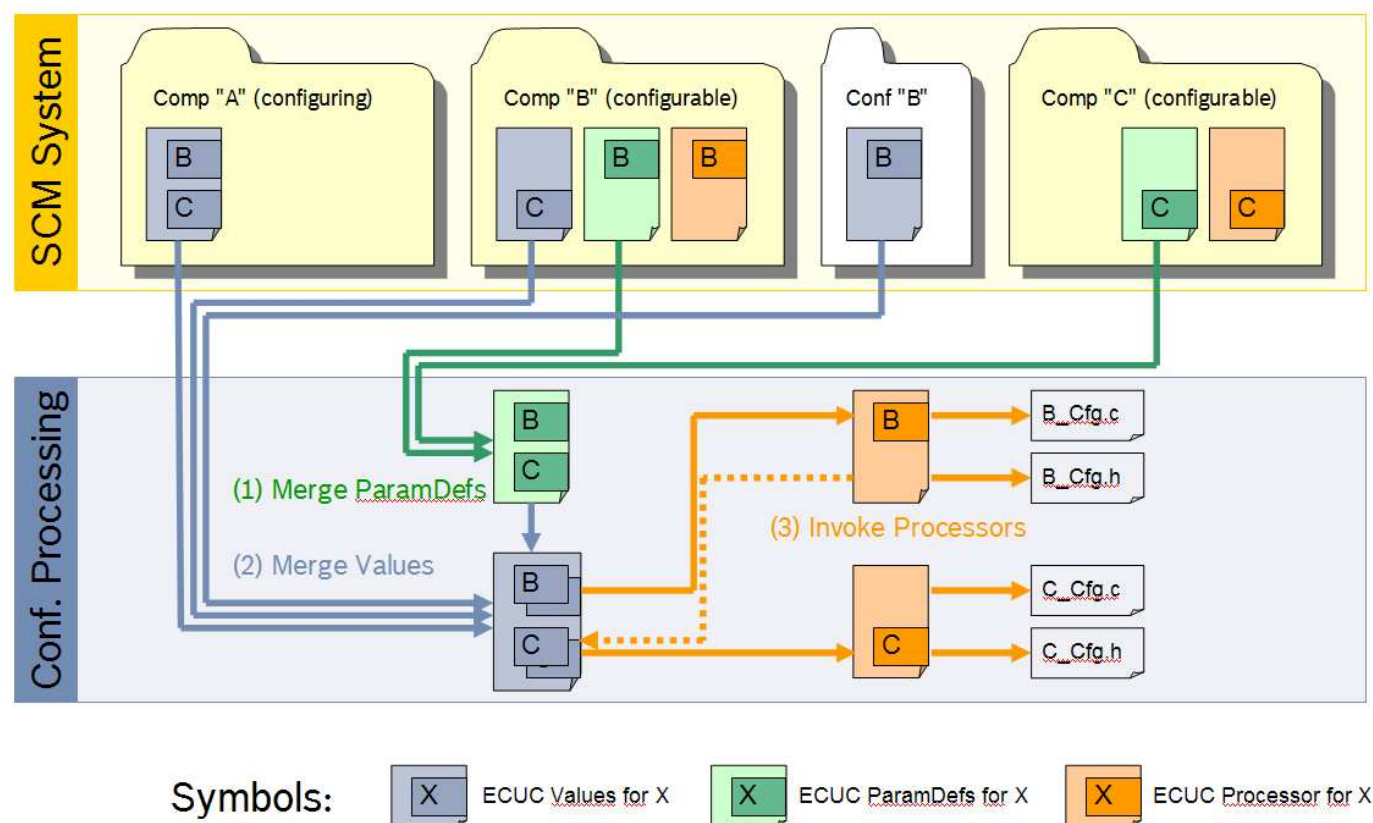 SCM System
Comp "A" (configuring)
B
C
Comp "B" (configurable)
C
B
B
Conf "B"
B
Comp "C" (configurable)
C
C
Conf. Processing
B
C
(1) Merge ParamDefs
(2) Merge Values
B
C
(3) Invoke Processors
B
B_Cfg.c
B_Cfg.h
C
C_Cfg.c
C_Cfg.h
Symbols:
X
ECUC Values for X
X
ECUC ParamDefs for X
X
ECUC Processor for X